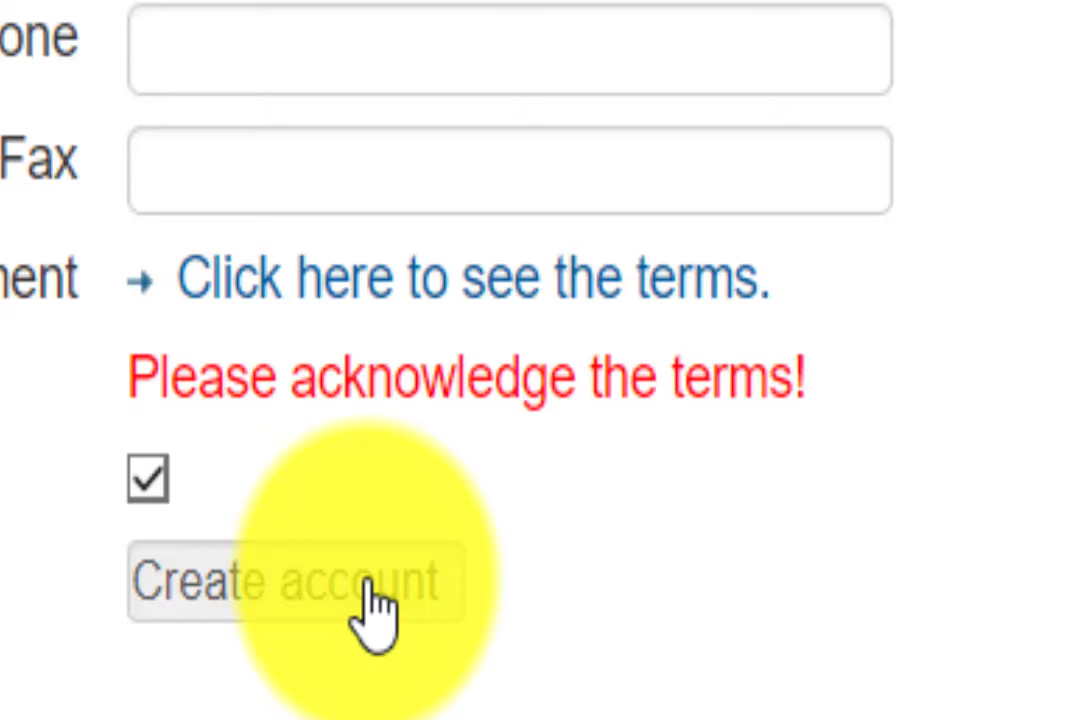 one
Fax
nent Click here to see the terms.
Please acknowledge the terms!
Create account